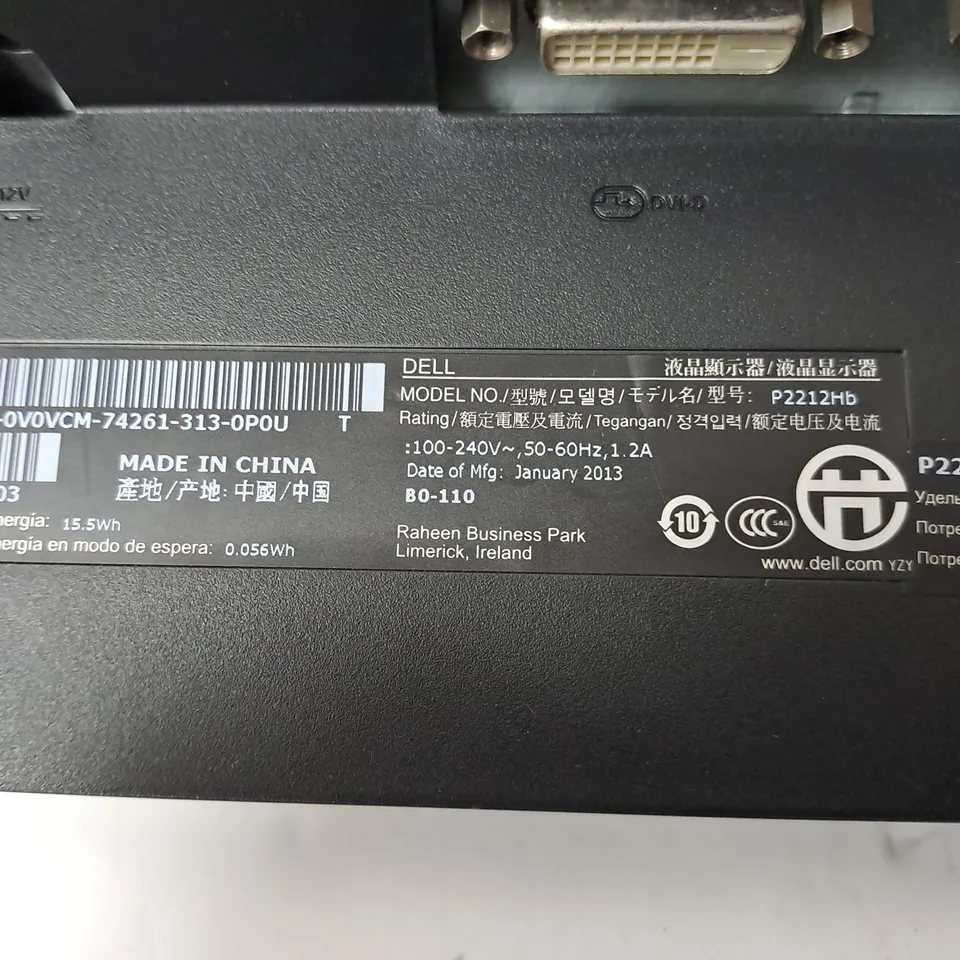 12V
DVI-D
-0V0VCM-74261-313-0P0U T
03
MADE IN CHINA
產地/产地: 中國/中国
nergia: 15.5Wh
nergia en modo de espera: 0.056Wh
DELL 液晶顯示器/液晶显示器
MODEL NO./型號/모델명/モデル名/型号: P2212Hb
Rating/額定電壓及電流/Tegangan/정격입력/额定电压及电流
:100-240V~,50-60Hz,1.2A
Date of Mfg: January 2013
B0-110
Raheen Business Park
Limerick, Ireland
10
CCC S&E
www.dell.com YZY
P22
Удель
Потре
Потре